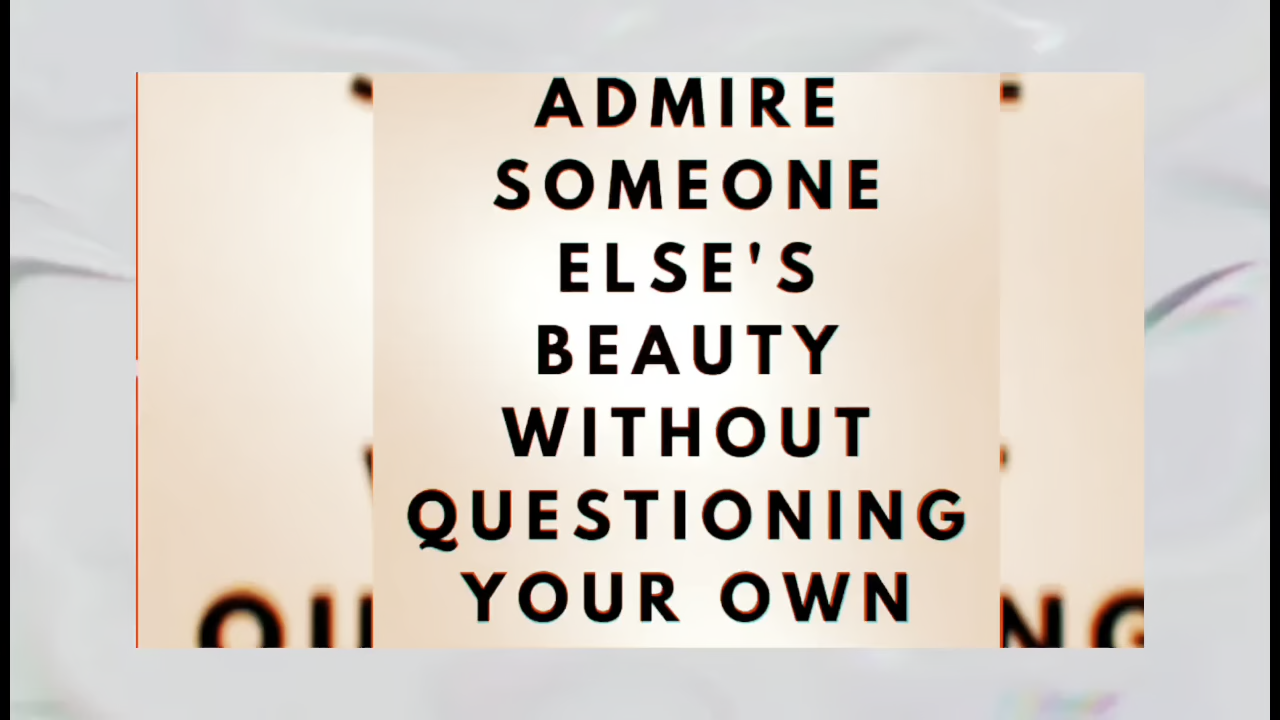 ADMIRE
SOMEONE
ELSE'S
BEAUTY
WITHOUT
QUESTIONING
YOUR OWN